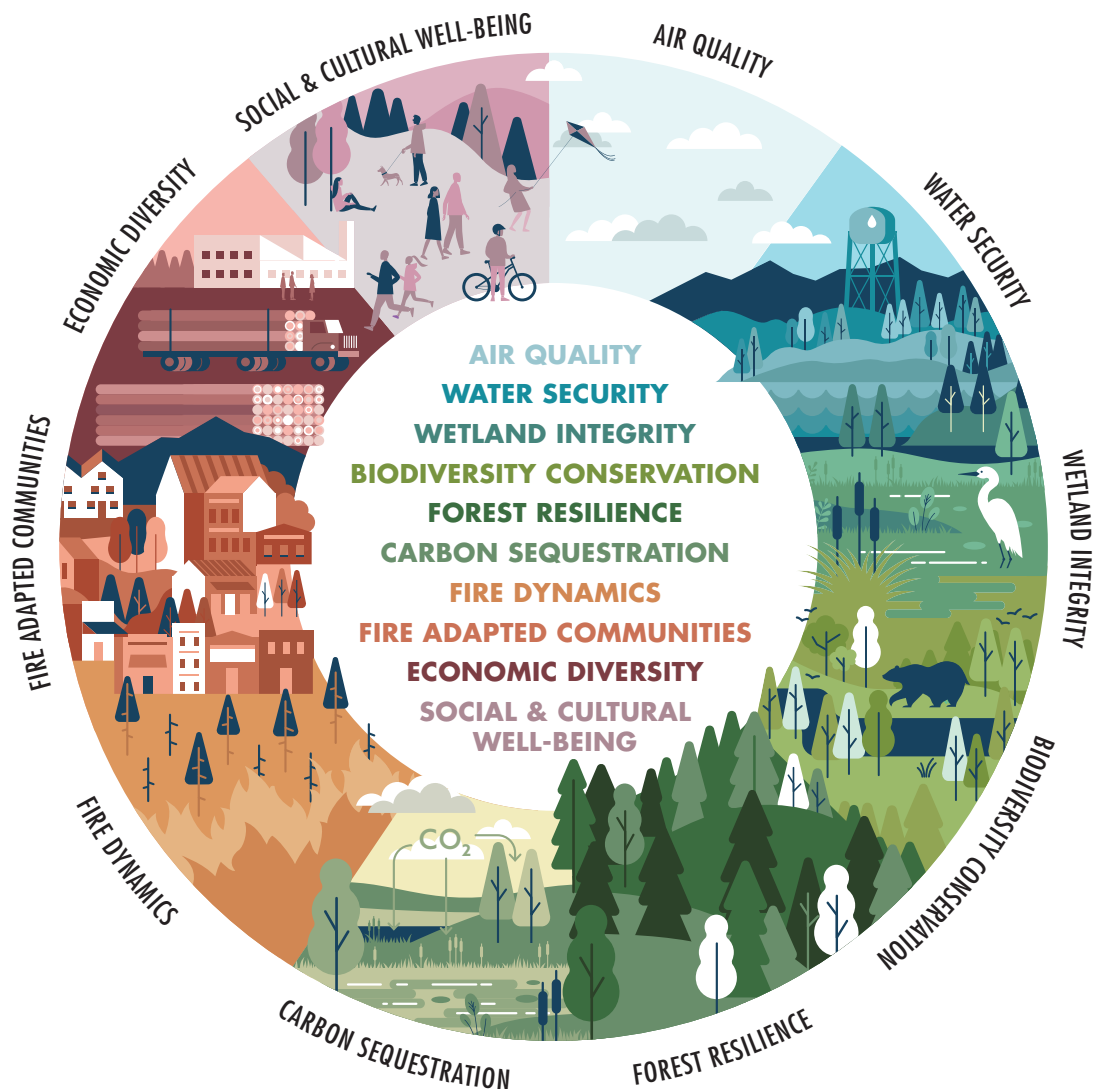 SOCIAL & CULTURAL WELL-BEING
AIR QUALITY
WATER SECURITY
WETLAND INTEGRITY
BIODIVERSITY CONSERVATION
FOREST RESILIENCE
CARBON SEQUESTRATION
FIRE DYNAMICS
FIRE ADAPTED COMMUNITIES
ECONOMIC DIVERSITY
AIR QUALITY
WATER SECURITY
WETLAND INTEGRITY
BIODIVERSITY CONSERVATION
FOREST RESILIENCE
CARBON SEQUESTRATION
FIRE DYNAMICS
FIRE ADAPTED COMMUNITIES
ECONOMIC DIVERSITY
SOCIAL & CULTURAL
WELL-BEING
CO₂